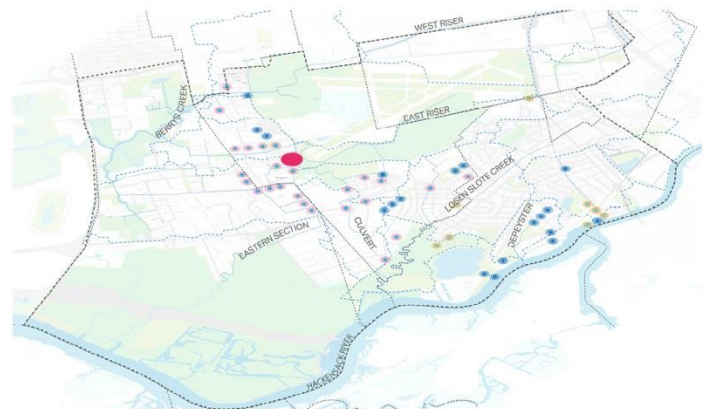 WEST RISER
EAST RISER
BERRYS CREEK
LOSEN SLOTE CREEK
CULVERT
DEPEYSTER
EASTERN SECTION
HACKENSACK RIVER